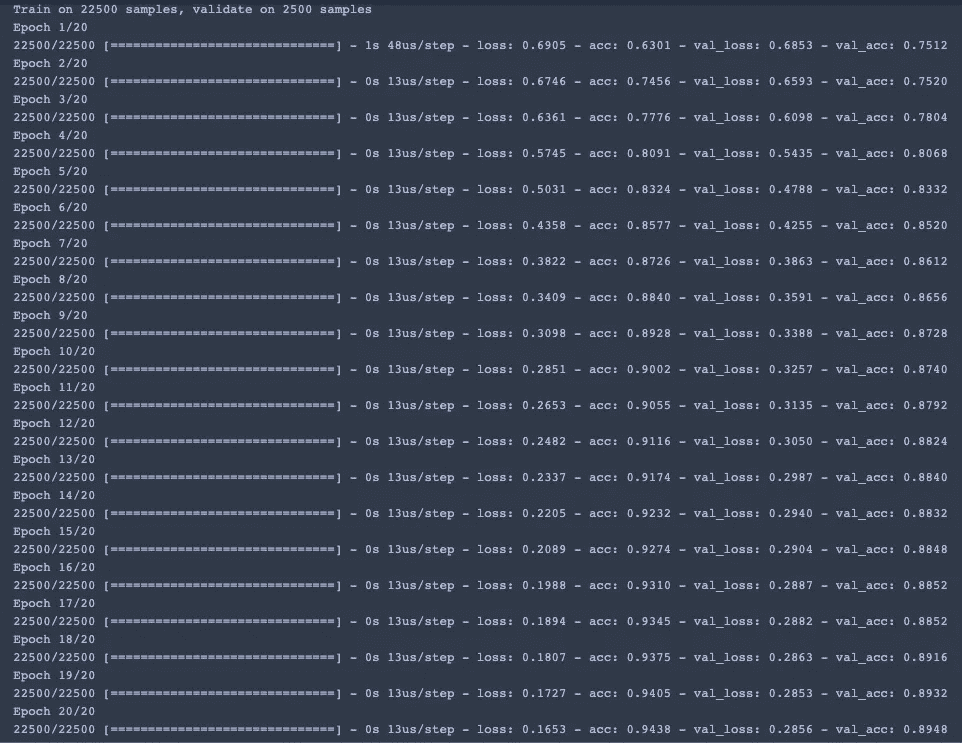 Train on 22500 samples, validate on 2500 samples
Epoch 1/20
22500/22500 [==============================] - 1s 48us/step - loss: 0.6905 - acc: 0.6301 - val_loss: 0.6853 - val_acc: 0.7512
Epoch 2/20
22500/22500 [==============================] - 0s 13us/step - loss: 0.6746 - acc: 0.7456 - val_loss: 0.6593 - val_acc: 0.7520
Epoch 3/20
22500/22500 [==============================] - 0s 13us/step - loss: 0.6361 - acc: 0.7776 - val_loss: 0.6098 - val_acc: 0.7804
Epoch 4/20
22500/22500 [==============================] - 0s 13us/step - loss: 0.5745 - acc: 0.8091 - val_loss: 0.5435 - val_acc: 0.8068
Epoch 5/20
22500/22500 [==============================] - 0s 13us/step - loss: 0.5031 - acc: 0.8324 - val_loss: 0.4788 - val_acc: 0.8332
Epoch 6/20
22500/22500 [==============================] - 0s 13us/step - loss: 0.4358 - acc: 0.8577 - val_loss: 0.4255 - val_acc: 0.8520
Epoch 7/20
22500/22500 [==============================] - 0s 13us/step - loss: 0.3822 - acc: 0.8726 - val_loss: 0.3863 - val_acc: 0.8612
Epoch 8/20
22500/22500 [==============================] - 0s 13us/step - loss: 0.3409 - acc: 0.8840 - val_loss: 0.3591 - val_acc: 0.8656
Epoch 9/20
22500/22500 [==============================] - 0s 13us/step - loss: 0.3098 - acc: 0.8928 - val_loss: 0.3388 - val_acc: 0.8728
Epoch 10/20
22500/22500 [==============================] - 0s 13us/step - loss: 0.2851 - acc: 0.9002 - val_loss: 0.3257 - val_acc: 0.8740
Epoch 11/20
22500/22500 [==============================] - 0s 13us/step - loss: 0.2653 - acc: 0.9055 - val_loss: 0.3135 - val_acc: 0.8792
Epoch 12/20
22500/22500 [==============================] - 0s 13us/step - loss: 0.2482 - acc: 0.9116 - val_loss: 0.3050 - val_acc: 0.8824
Epoch 13/20
22500/22500 [==============================] - 0s 13us/step - loss: 0.2337 - acc: 0.9174 - val_loss: 0.2987 - val_acc: 0.8840
Epoch 14/20
22500/22500 [==============================] - 0s 13us/step - loss: 0.2205 - acc: 0.9232 - val_loss: 0.2940 - val_acc: 0.8832
Epoch 15/20
22500/22500 [==============================] - 0s 13us/step - loss: 0.2089 - acc: 0.9274 - val_loss: 0.2904 - val_acc: 0.8848
Epoch 16/20
22500/22500 [==============================] - 0s 13us/step - loss: 0.1988 - acc: 0.9310 - val_loss: 0.2887 - val_acc: 0.8852
Epoch 17/20
22500/22500 [==============================] - 0s 13us/step - loss: 0.1894 - acc: 0.9345 - val_loss: 0.2882 - val_acc: 0.8852
Epoch 18/20
22500/22500 [==============================] - 0s 13us/step - loss: 0.1807 - acc: 0.9375 - val_loss: 0.2863 - val_acc: 0.8916
Epoch 19/20
22500/22500 [==============================] - 0s 13us/step - loss: 0.1727 - acc: 0.9405 - val_loss: 0.2853 - val_acc: 0.8932
Epoch 20/20
22500/22500 [==============================] - 0s 13us/step - loss: 0.1653 - acc: 0.9438 - val_loss: 0.2856 - val_acc: 0.8948